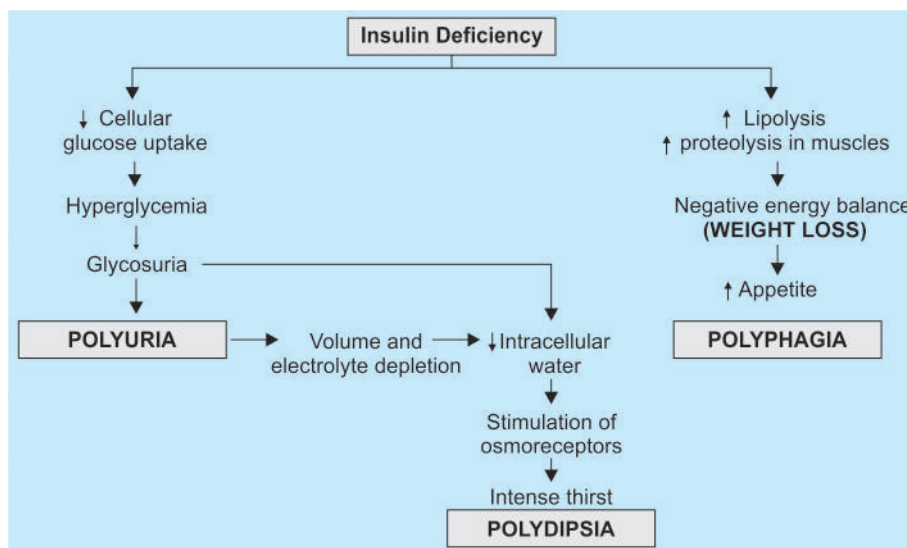 Insulin Deficiency
↓ Cellular
glucose uptake
Hyperglycemia
Glycosuria
POLYURIA
Volume and
electrolyte depletion
↓ Intracellular
water
Stimulation of
osmoreceptors
Intense thirst
POLYDIPSIA
↑ Lipolysis
↑ proteolysis in muscles
Negative energy balance
(WEIGHT LOSS)
↑ Appetite
POLYPHAGIA